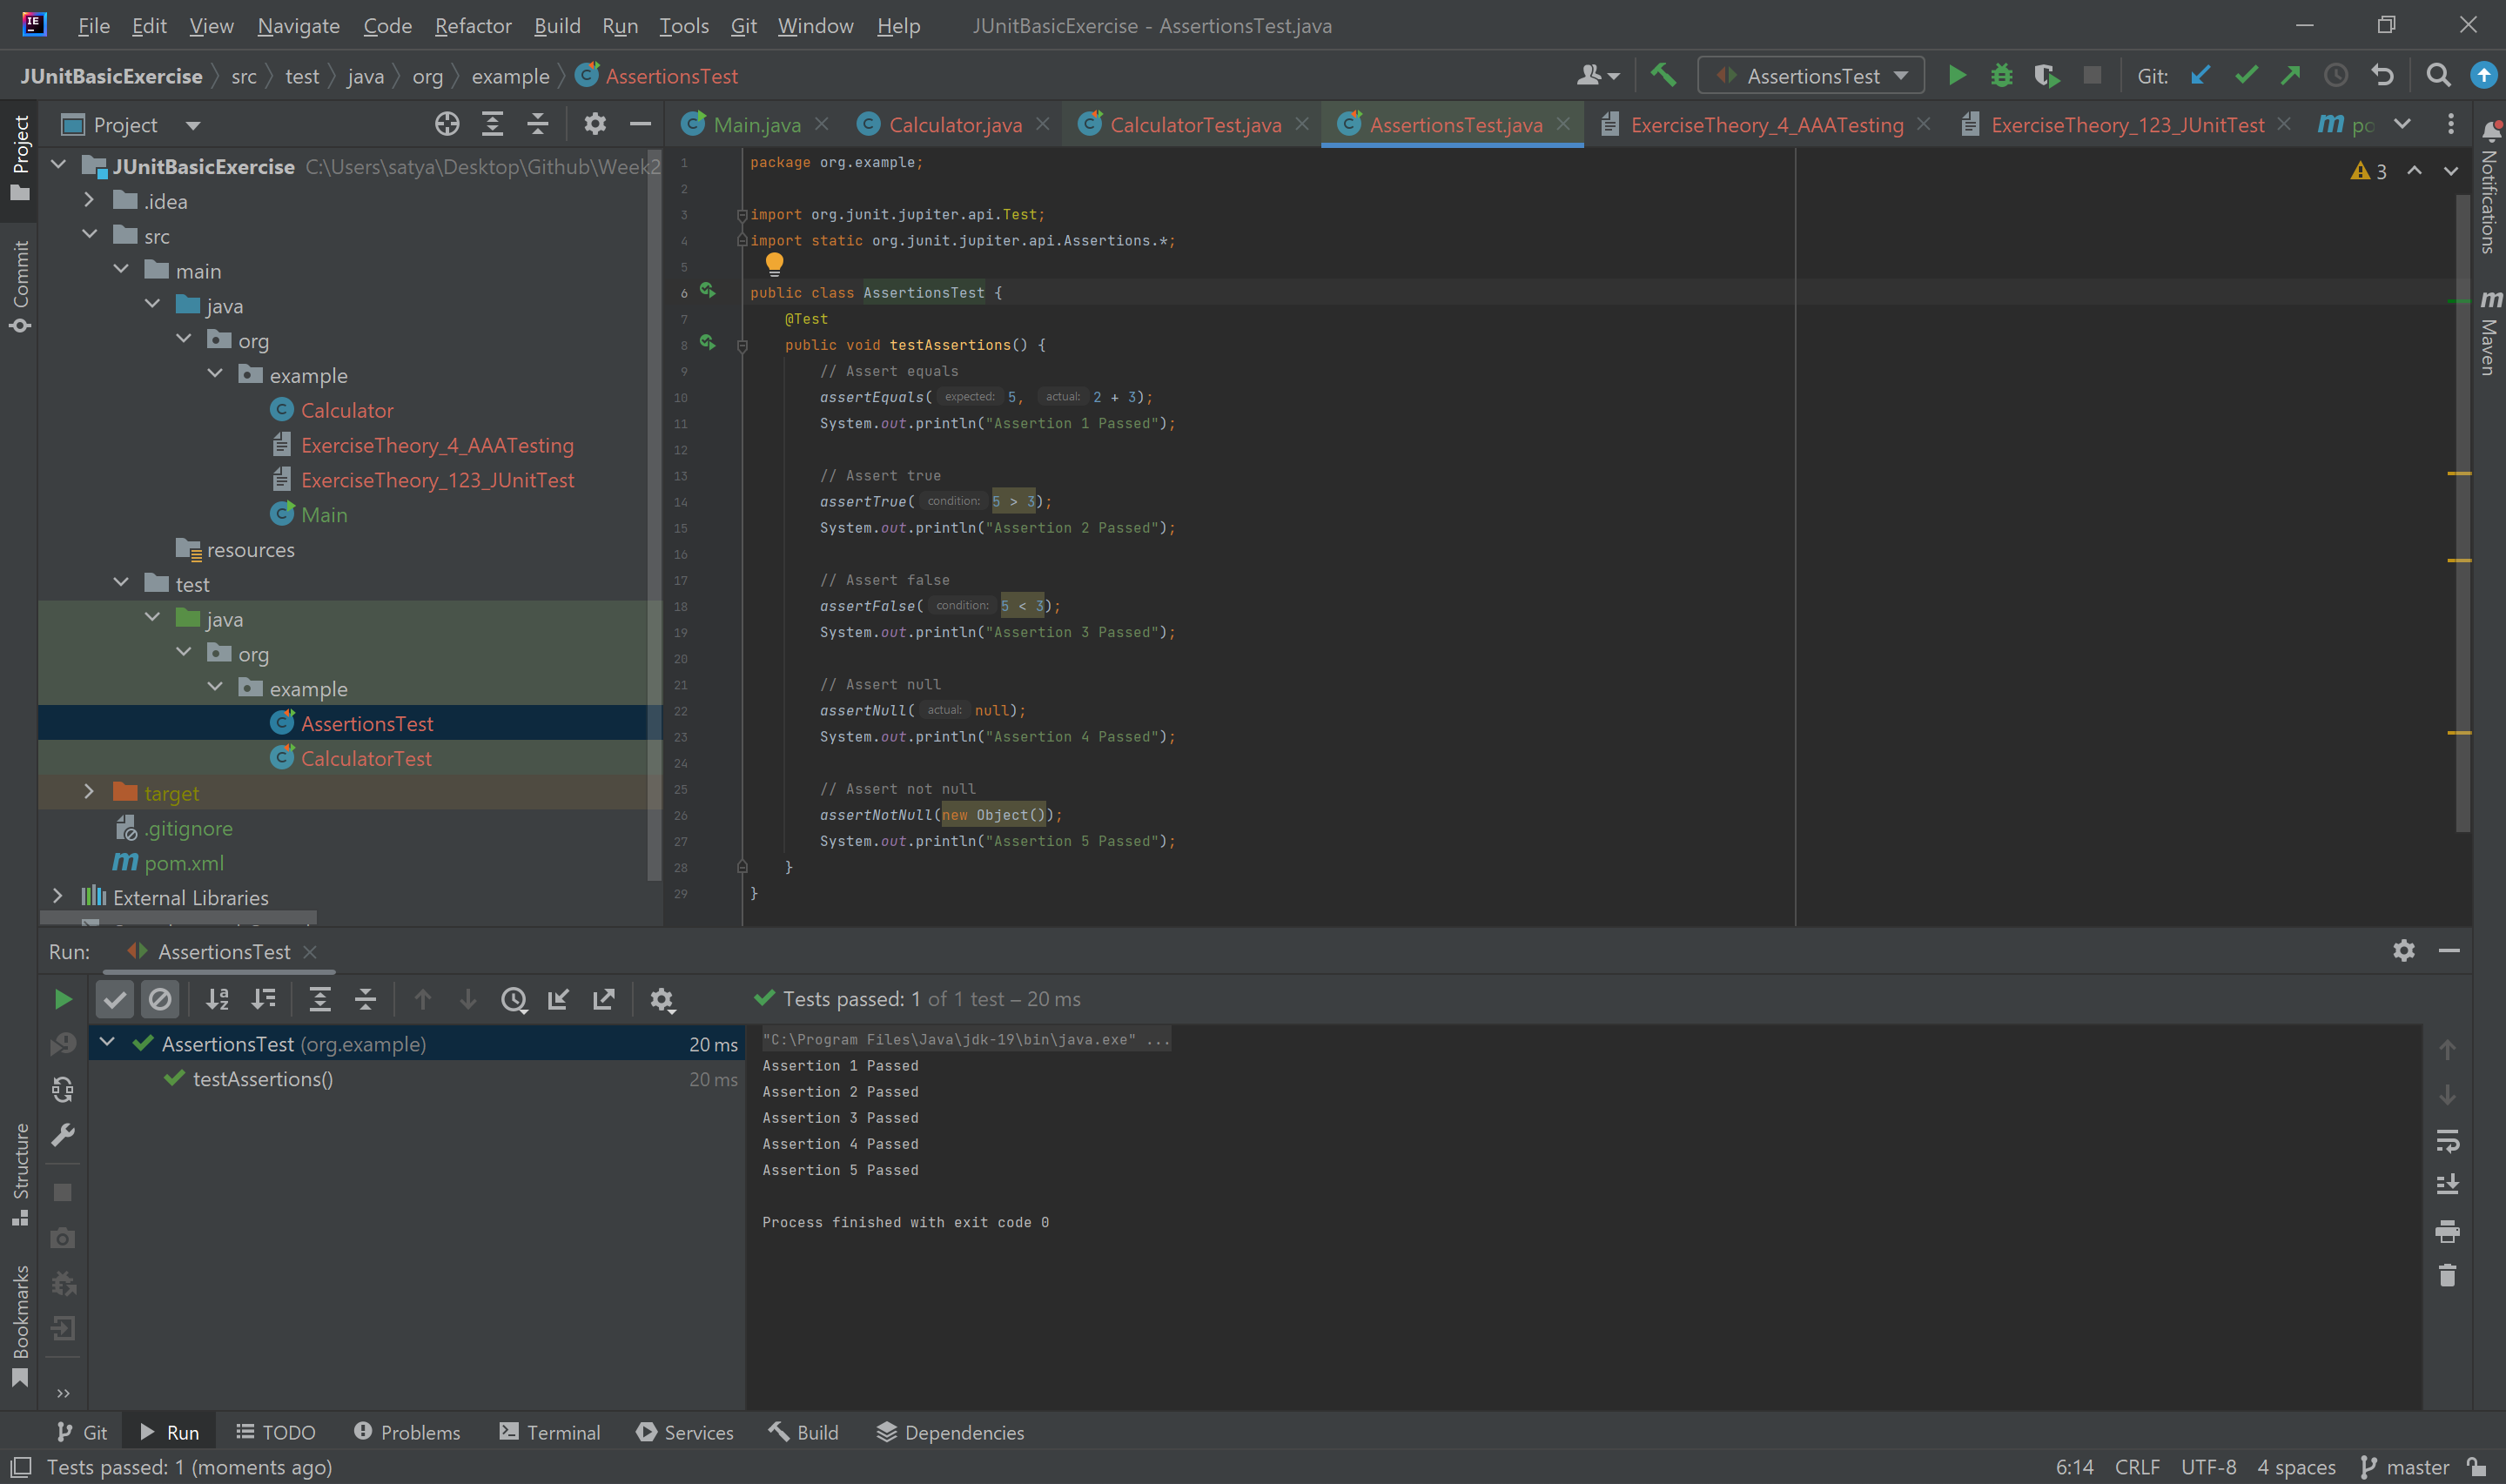 File Edit View Navigate Code Refactor Build Run Tools Git Window Help JUnitBasicExercise - AssertionsTest.java
JUnitBasicExercise src test java org example AssertionsTest
AssertionsTest Git:
Project
Main.java Calculator.java CalculatorTest.java AssertionsTest.java ExerciseTheory_4_AAATesting ExerciseTheory_123_JUnitTest
Project
Commit
Structure
Bookmarks
Notifications
Maven
JUnitBasicExercise C:\Users\satya\Desktop\Github\Week2
.idea
src
main
java
org
example
Calculator
ExerciseTheory_4_AAATesting
ExerciseTheory_123_JUnitTest
Main
resources
test
java
org
example
AssertionsTest
CalculatorTest
target
.gitignore
pom.xml
External Libraries
3
1 package org.example;
2
3 import org.junit.jupiter.api.Test;
4 import static org.junit.jupiter.api.Assertions.*;
5
6 public class AssertionsTest {
7 @Test
8 public void testAssertions() {
9 // Assert equals
10 assertEquals( expected: 5, actual: 2 + 3);
11 System.out.println("Assertion 1 Passed");
12
13 // Assert true
14 assertTrue( condition: 5 > 3);
15 System.out.println("Assertion 2 Passed");
16
17 // Assert false
18 assertFalse( condition: 5 < 3);
19 System.out.println("Assertion 3 Passed");
20
21 // Assert null
22 assertNull( actual: null);
23 System.out.println("Assertion 4 Passed");
24
25 // Assert not null
26 assertNotNull(new Object());
27 System.out.println("Assertion 5 Passed");
28 }
29 }
Run: AssertionsTest
Tests passed: 1 of 1 test – 20 ms
AssertionsTest (org.example) 20 ms
testAssertions() 20 ms
"C:\Program Files\Java\jdk-19\bin\java.exe" ...
Assertion 1 Passed
Assertion 2 Passed
Assertion 3 Passed
Assertion 4 Passed
Assertion 5 Passed
Process finished with exit code 0
Git Run TODO Problems Terminal Services Build Dependencies
Tests passed: 1 (moments ago) 6:14 CRLF UTF-8 4 spaces master